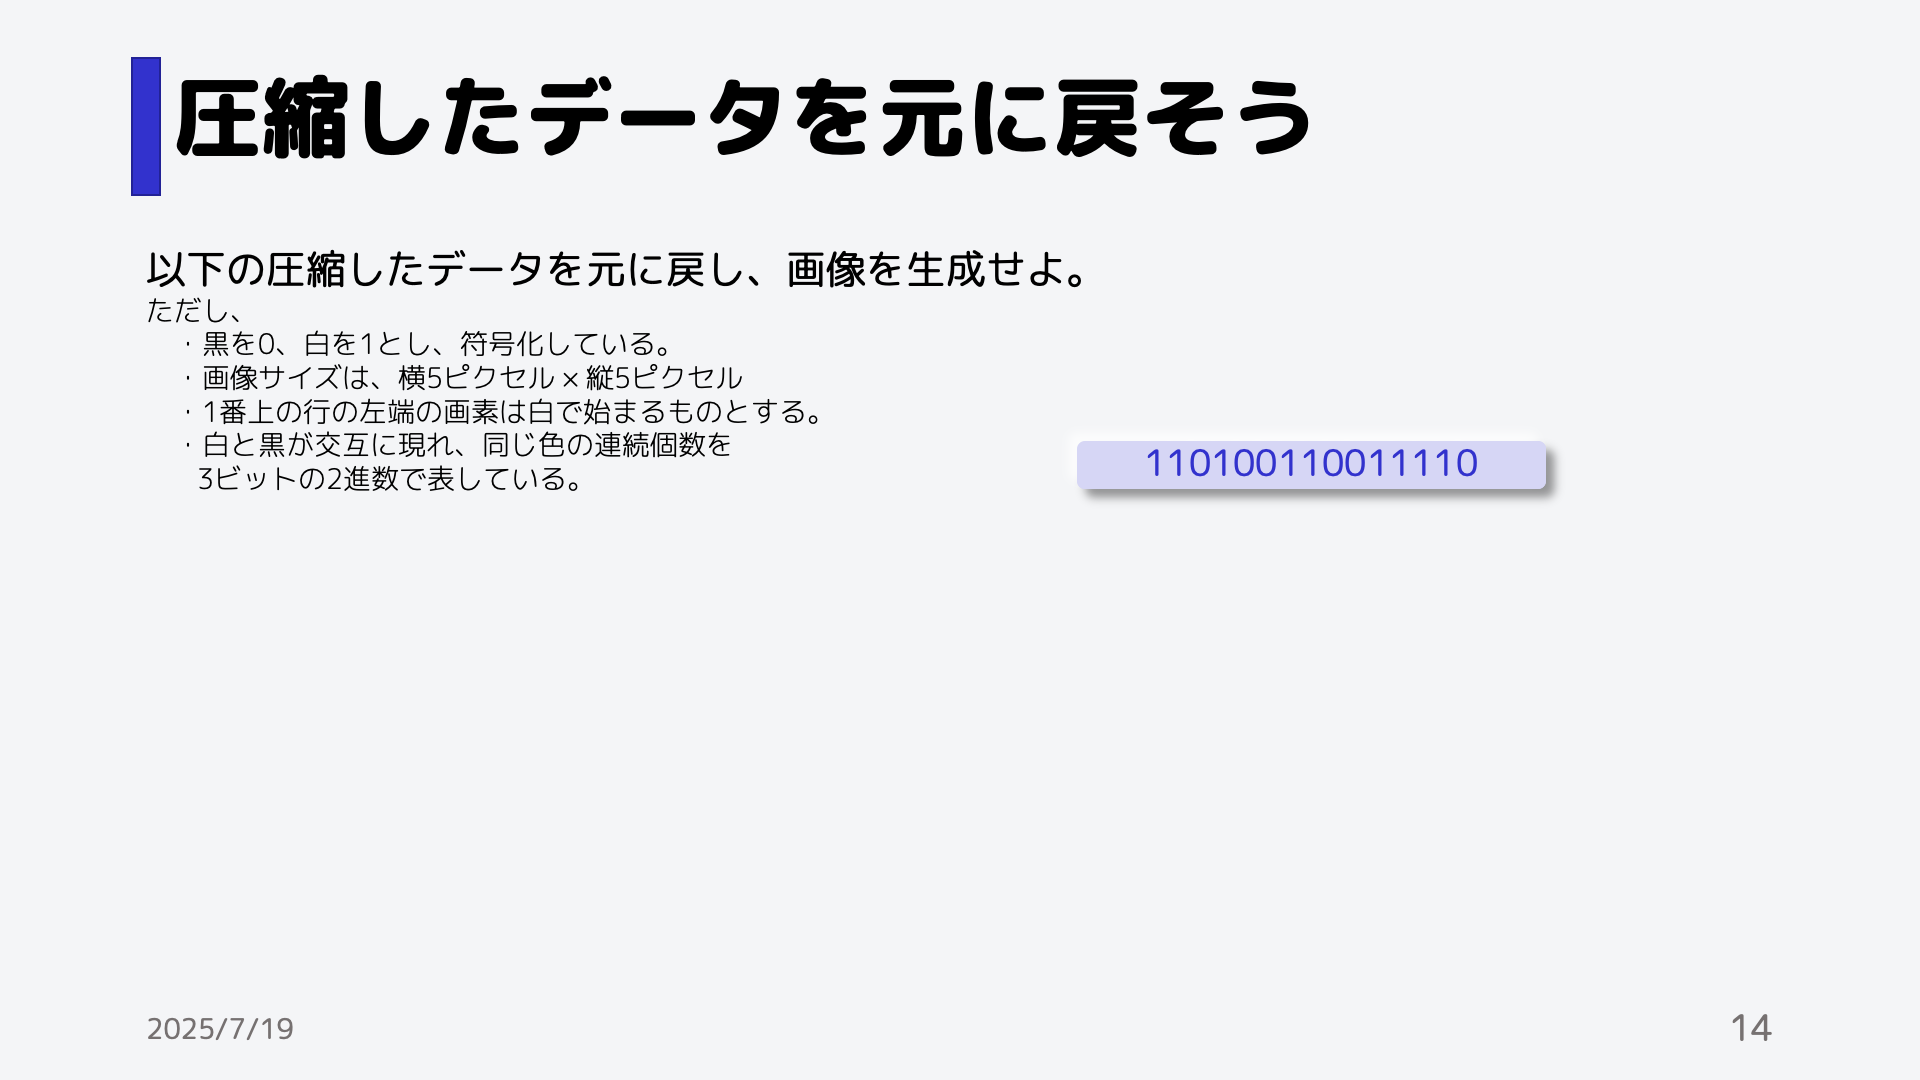 圧縮したデータを元に戻そう
以下の圧縮したデータを元に戻し、画像を生成せよ。
ただし、
・黒を0、白を1とし、符号化している。
・画像サイズは、横5ピクセル×縦5ピクセル
・1番上の行の左端の画素は白で始まるものとする。
・白と黒が交互に現れ、同じ色の連続個数を
3ビットの2進数で表している。
110100110011110
2025/7/19
14